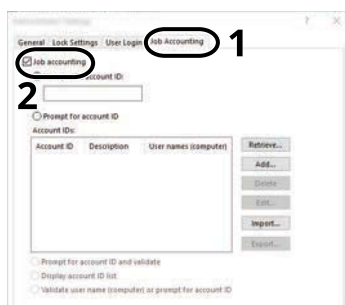 General Lock Settings User Login Job Accounting 1
Job accounting
2
account ID:
Prompt for account ID
Account IDs:
Account ID Description User names (computer)
Retrieve...
Add...
Delete
Edit...
Import...
Export...
Prompt for account ID and validate
Display account ID list
Validate user name (computer) or prompt for account ID